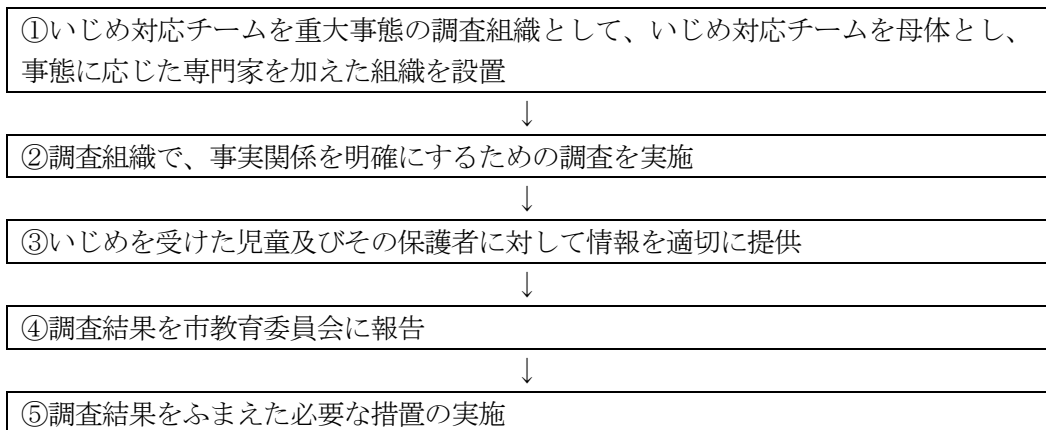 ①いじめ対応チームを重大事態の調査組織として、いじめ対応チームを母体とし、
事態に応じた専門家を加えた組織を設置
↓
②調査組織で、事実関係を明確にするための調査を実施
↓
③いじめを受けた児童及びその保護者に対して情報を適切に提供
↓
④調査結果を市教育委員会に報告
↓
⑤調査結果をふまえた必要な措置の実施